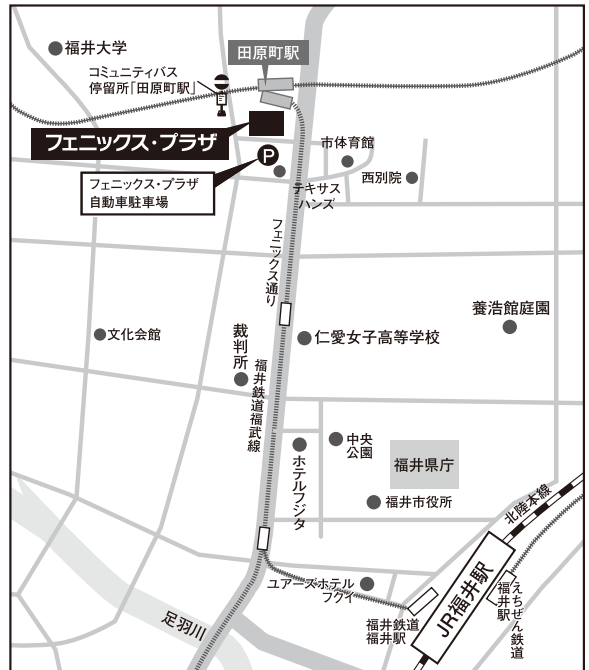 福井大学
田原町駅
コミュニティバス
停留所「田原町駅」
フェニックス・プラザ
P
市体育館
西別院
フェニックス・プラザ
自動車駐車場
テキサス
ハンズ
フェニックス通り
養浩館庭園
文化会館
裁判所
仁愛女子高等学校
福井鉄道福武線
中央
公園
福井県庁
ホテルフジタ
福井市役所
北陸本線
ユアーズホテル
フクイ
JR福井駅
えちぜん鉄道
福井駅
福井鉄道
福井駅
足羽川